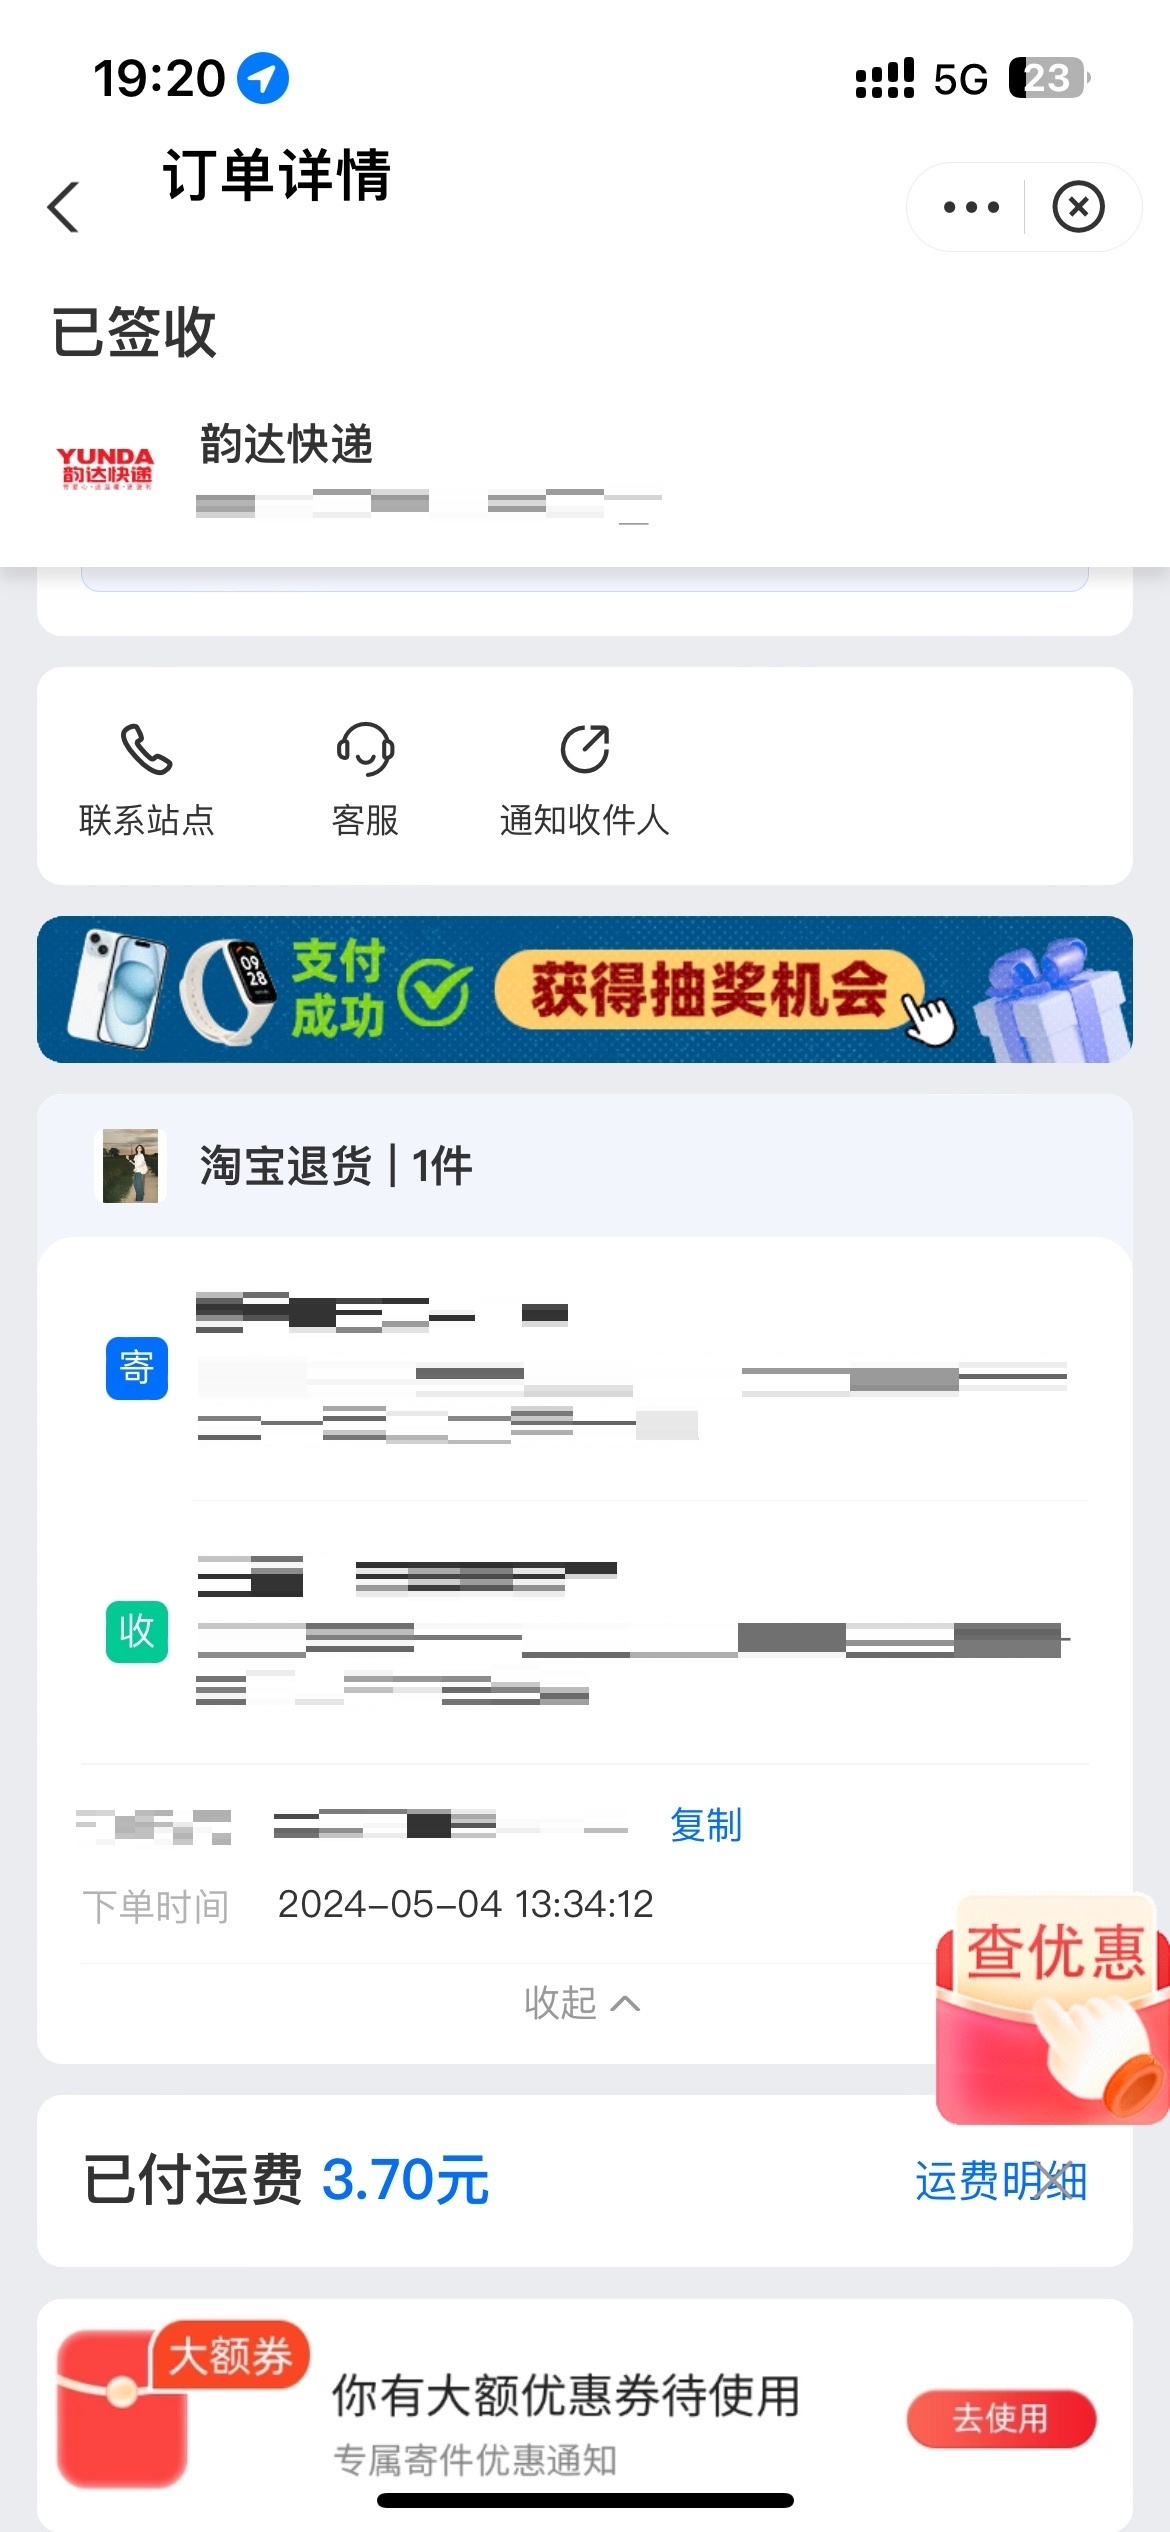 19:20
5G 23
订单详情
已签收
YUNDA
韵达快递
韵达快递
联系站点
客服
通知收件人
09
28
支付
成功
获得抽奖机会
淘宝退货 | 1件
寄
收
复制
下单时间 2024-05-04 13:34:12
收起
查优惠
已付运费 3.70元
运费明细
大额券
你有大额优惠券待使用
专属寄件优惠通知
去使用